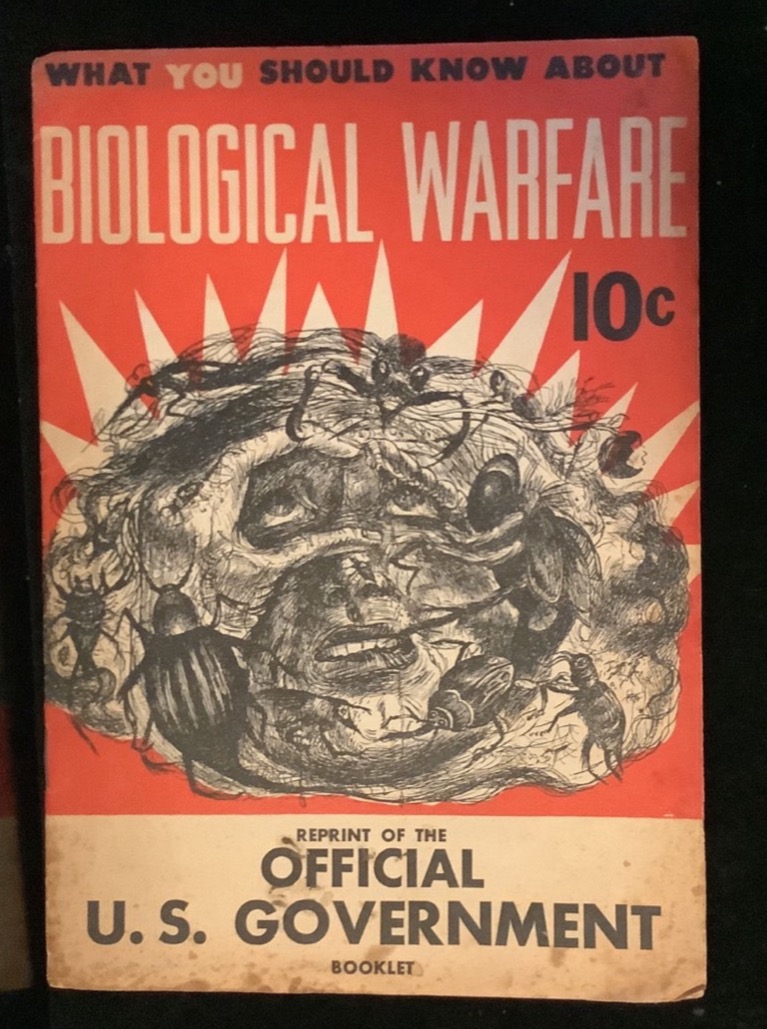 WHAT YOU SHOULD KNOW ABOUT
BIOLOGICAL WARFARE
10c
REPRINT OF THE
OFFICIAL
U. S. GOVERNMENT
BOOKLET